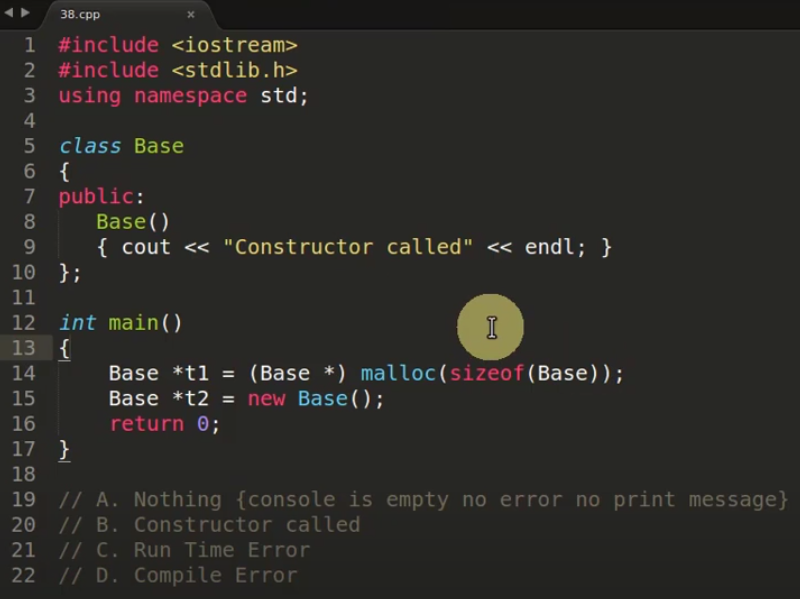 38.cpp
1 #include <iostream>
2 #include <stdlib.h>
3 using namespace std;
4
5 class Base
6 {
7 public:
8    Base()
9    { cout << "Constructor called" << endl; }
10 };
11
12 int main()
13 {
14     Base *t1 = (Base *) malloc(sizeof(Base));
15     Base *t2 = new Base();
16     return 0;
17 }
18
19 // A. Nothing {console is empty no error no print message}
20 // B. Constructor called
21 // C. Run Time Error
22 // D. Compile Error